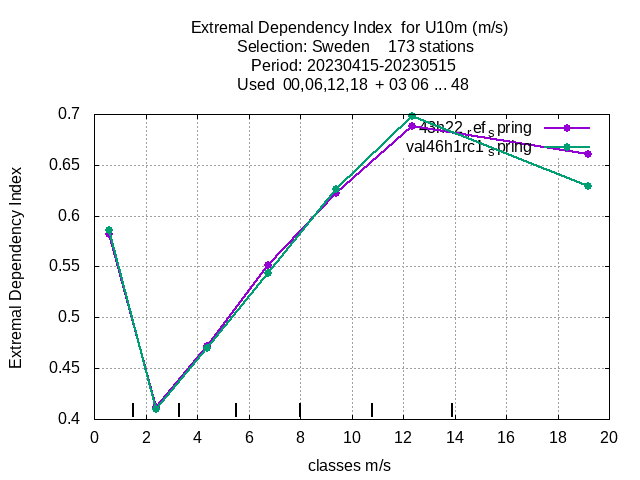 Extremal Dependency Index for U10m (m/s)
Selection: Sweden 173 stations
Period: 20230415-20230515
Used 00,06,12,18 + 03 06 ... 48
0.7
0.65
0.6
0.55
0.5
0.45
0.4
Extremal Dependency Index
43h22_ref_spring
val46h1rc1_spring
0 2 4 6 8 10 12 14 16 18 20
classes m/s